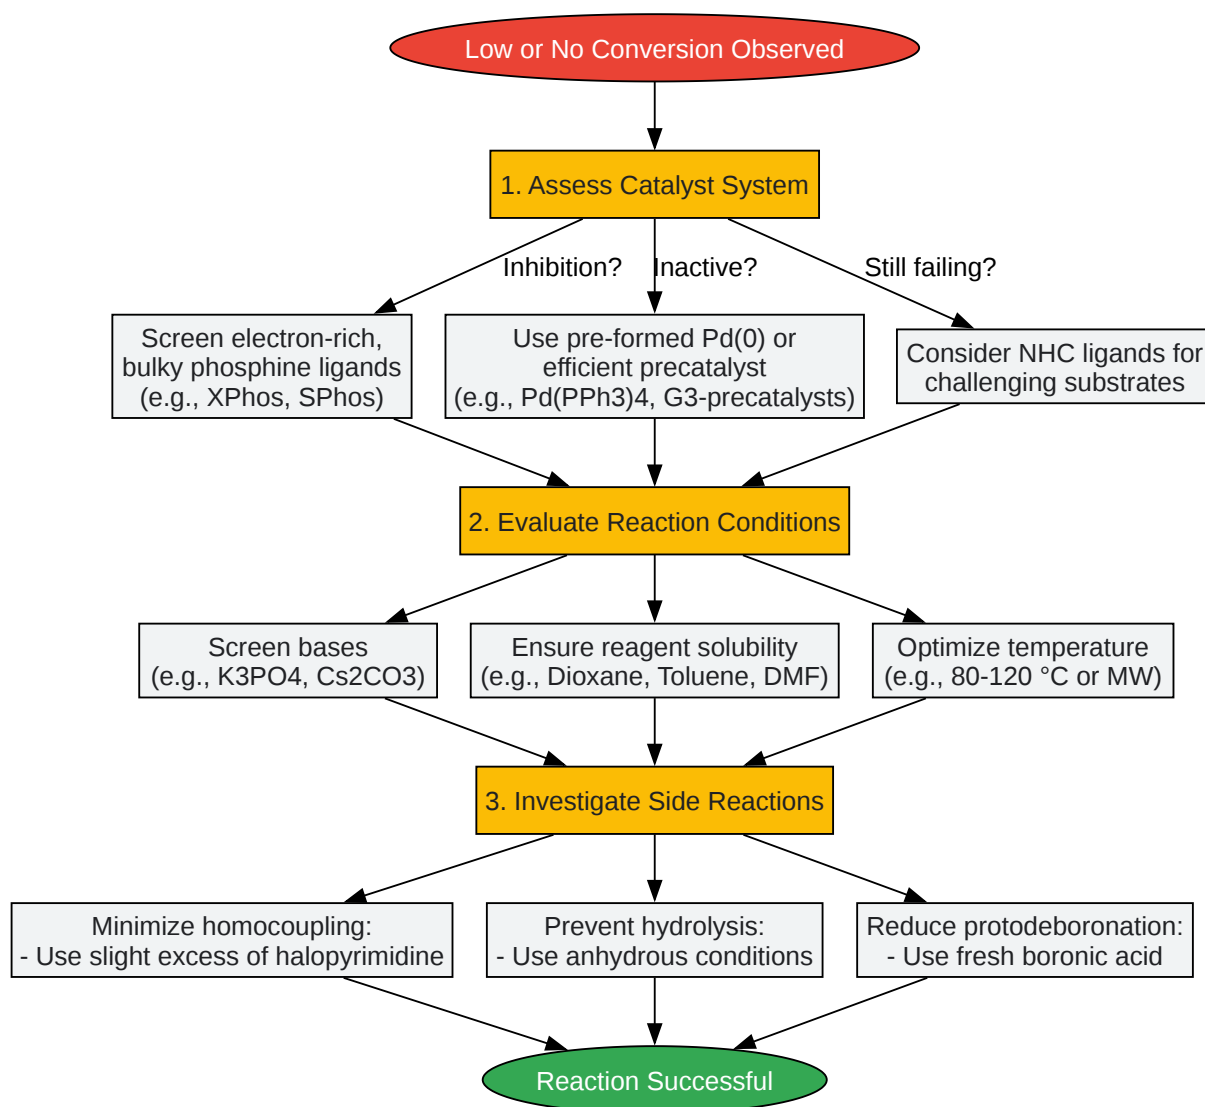 Low or No Conversion Observed
1. Assess Catalyst System
Inhibition?
Inactive?
Still failing?
Screen electron-rich,
bulky phosphine ligands
(e.g., XPhos, SPhos)
Use pre-formed Pd(0) or
efficient precatalyst
(e.g., Pd(PPh3)4, G3-precatalysts)
Consider NHC ligands for
challenging substrates
2. Evaluate Reaction Conditions
Screen bases
(e.g., K3PO4, Cs2CO3)
Ensure reagent solubility
(e.g., Dioxane, Toluene, DMF)
Optimize temperature
(e.g., 80-120 °C or MW)
3. Investigate Side Reactions
Minimize homocoupling:
- Use slight excess of halopyrimidine
Prevent hydrolysis:
- Use anhydrous conditions
Reduce protodeboronation:
- Use fresh boronic acid
Reaction Successful